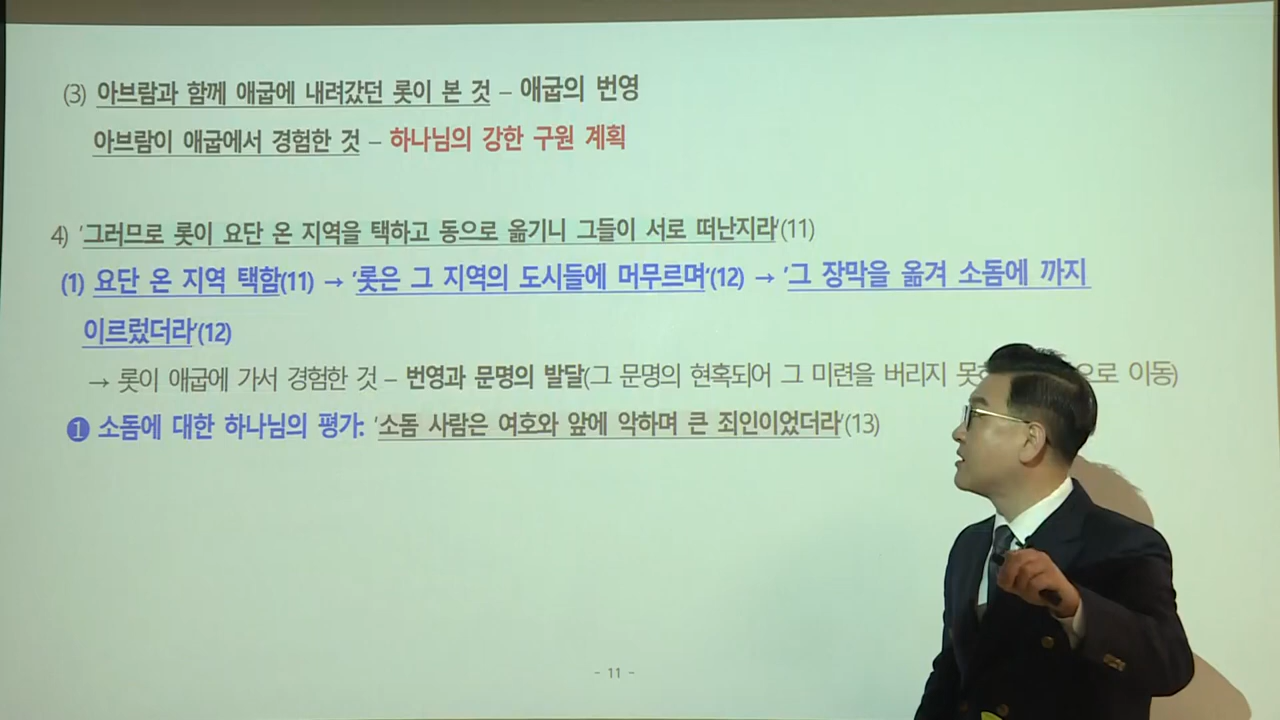 (3) 아브람과 함께 애굽에 내려갔던 롯이 본 것 – 애굽의 번영
아브람이 애굽에서 경험한 것 – 하나님의 강한 구원 계획
4) '그러므로 롯이 요단 온 지역을 택하고 동으로 옮기니 그들이 서로 떠난지라'(11)
(1) 요단 온 지역 택함(11) → '롯은 그 지역의 도시들에 머무르며'(12) → '그 장막을 옮겨 소돔에 까지
이르렀더라'(12)
→ 롯이 애굽에 가서 경험한 것 – 번영과 문명의 발달(그 문명의 현혹되어 그 미련을 버리지 으로 이동)
❶ 소돔에 대한 하나님의 평가: '소돔 사람은 여호와 앞에 악하며 큰 죄인이었더라'(13)
- 11 -